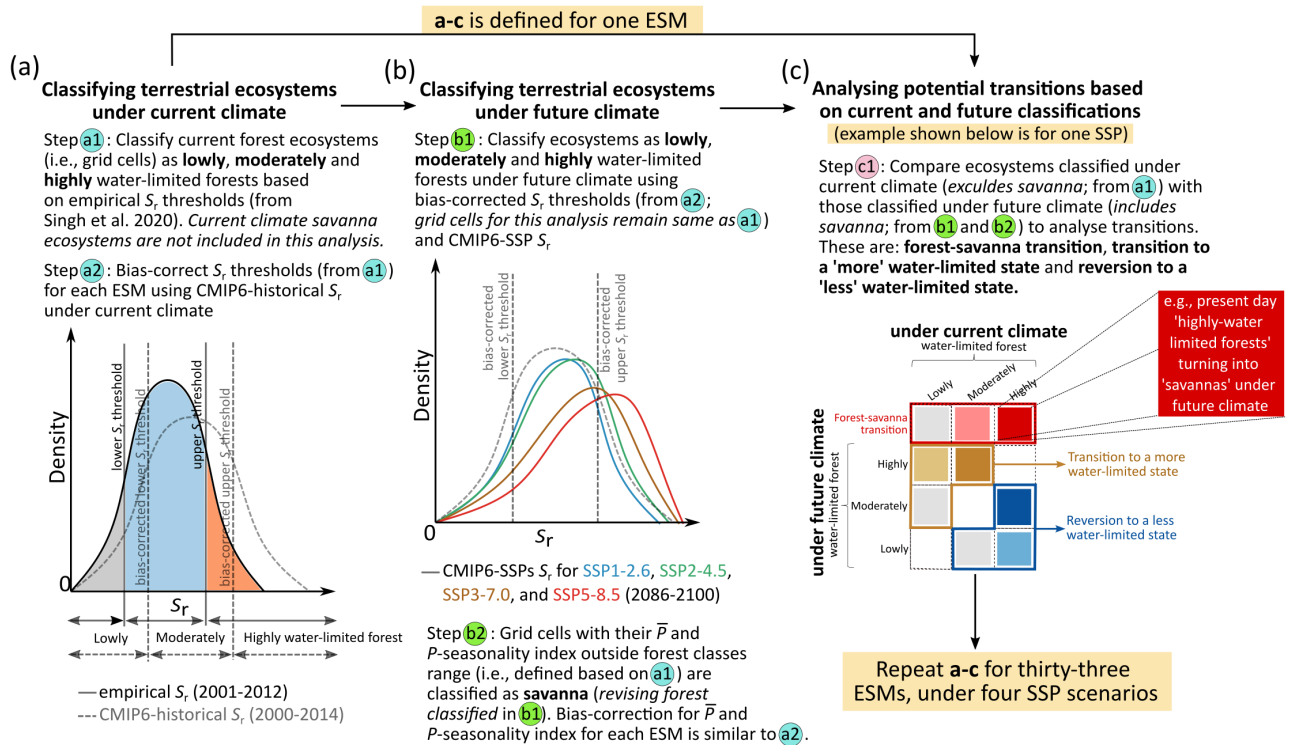 a-c is defined for one ESM
(a)
Classifying terrestrial ecosystems
under current climate
Step a1: Classify current forest ecosystems
(i.e., grid cells) as lowly, moderately and
highly water-limited forests based
on empirical Sr thresholds (from
Singh et al. 2020). Current climate savanna
ecosystems are not included in this analysis.
Step a2: Bias-correct Sr thresholds (from a1)
for each ESM using CMIP6-historical Sr
under current climate
Density
lower Sr threshold
bias-corrected lower Sr threshold
upper Sr threshold
bias-corrected upper Sr threshold
0
Sr
Lowly
Moderately
Highly water-limited forest
empirical Sr (2001-2012)
CMIP6-historical Sr (2000-2014)
(b)
Classifying terrestrial ecosystems
under future climate
Step b1: Classify ecosystems as lowly,
moderately and highly water-limited
forests under future climate using
bias-corrected Sr thresholds (from a2;
grid cells for this analysis remain same as a1)
and CMIP6-SSP Sr
Density
bias-corrected
lower Sr threshold
bias-corrected
upper Sr threshold
0
Sr
CMIP6-SSPs Sr for SSP1-2.6, SSP2-4.5,
SSP3-7.0, and SSP5-8.5 (2086-2100)
Step b2: Grid cells with their P̅ and
P-seasonality index outside forest classes
range (i.e., defined based on a1) are
classified as savanna (revising forest
classified in b1). Bias-correction for P̅ and
P-seasonality index for each ESM is similar to a2.
(c)
Analysing potential transitions based
on current and future classifications
(example shown below is for one SSP)
Step c1: Compare ecosystems classified under
current climate (exculdes savanna; from a1) with
those classified under future climate (includes
savanna; from b1 and b2) to analyse transitions.
These are: forest-savanna transition, transition to
a 'more' water-limited state and reversion to a
'less' water-limited state.
e.g., present day
'highly-water
limited forests'
turning into
'savannas' under
future climate
under current climate
water-limited forest
Lowly
Moderately
Highly
under future climate
water-limited forest
Forest-savanna
transition
Highly
Moderately
Lowly
Transition to a more
water-limited state
Reversion to a less
water-limited state
Repeat a-c for thirty-three
ESMs, under four SSP scenarios